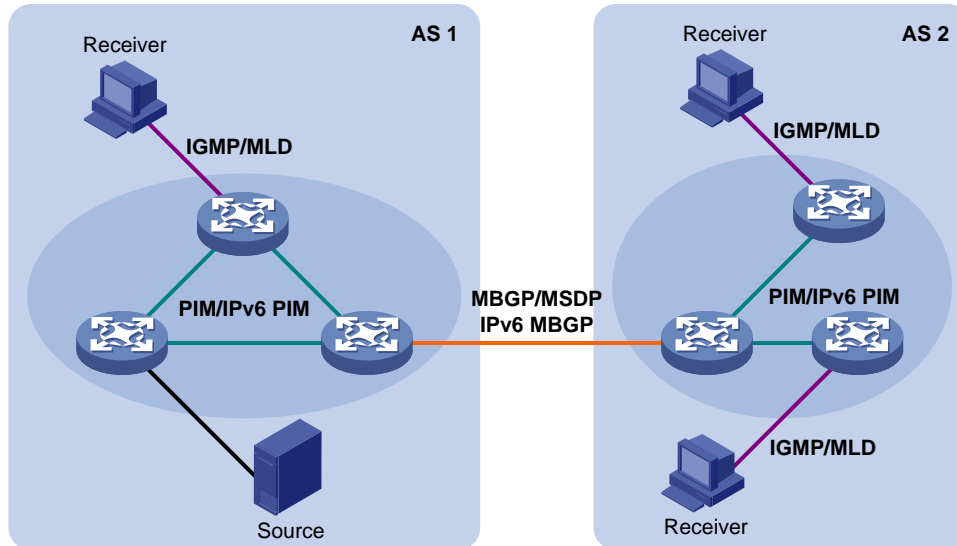 AS 1
Receiver
IGMP/MLD
PIM/IPv6 PIM
Source
MBGP/MSDP
IPv6 MBGP
AS 2
Receiver
IGMP/MLD
PIM/IPv6 PIM
IGMP/MLD
Receiver